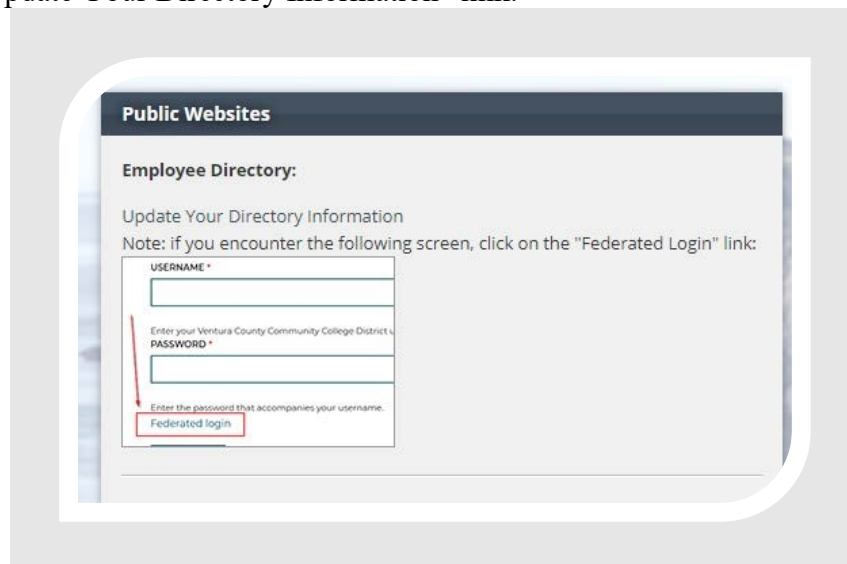 Public Websites
Employee Directory:
Update Your Directory Information
Note: if you encounter the following screen, click on the "Federated Login" link:
USERNAME *
Enter your Ventura County Community College District
PASSWORD *
Enter the password that accompanies your username.
Federated login